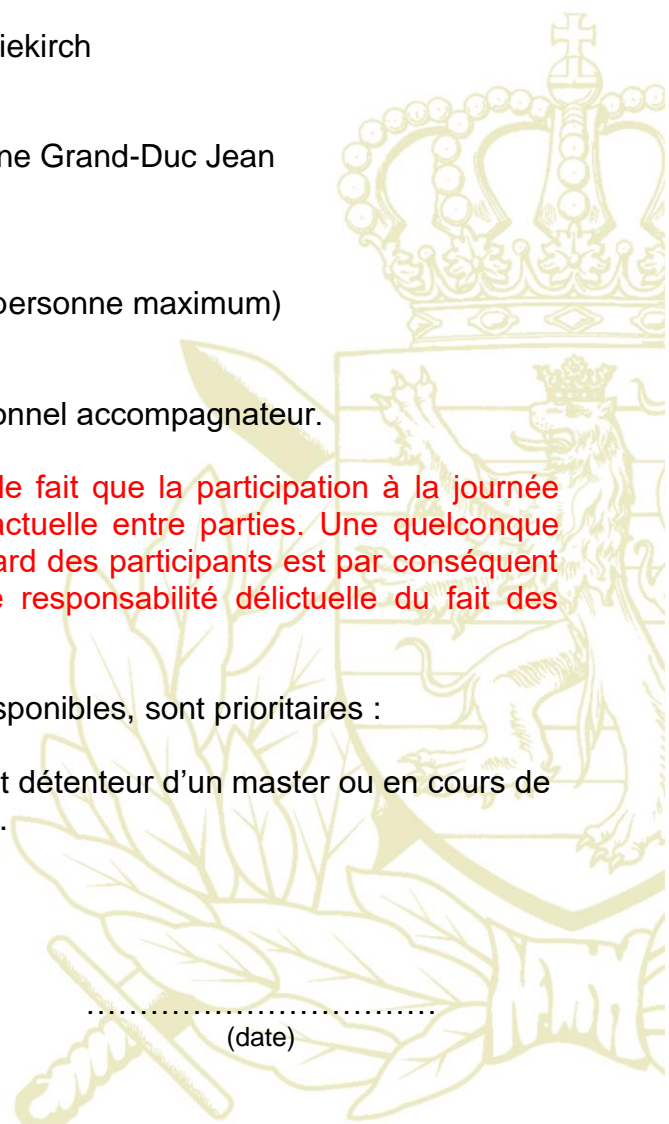 iekirch
ne Grand-Duc Jean
personne maximum)
onnel accompagnateur.
le fait que la participation à la journée
actuelle entre parties. Une quelconque
ard des participants est par conséquent
e responsabilité délictuelle du fait des
sponibles, sont prioritaires :
t détenteur d’un master ou en cours de
.
……………………………
(date)